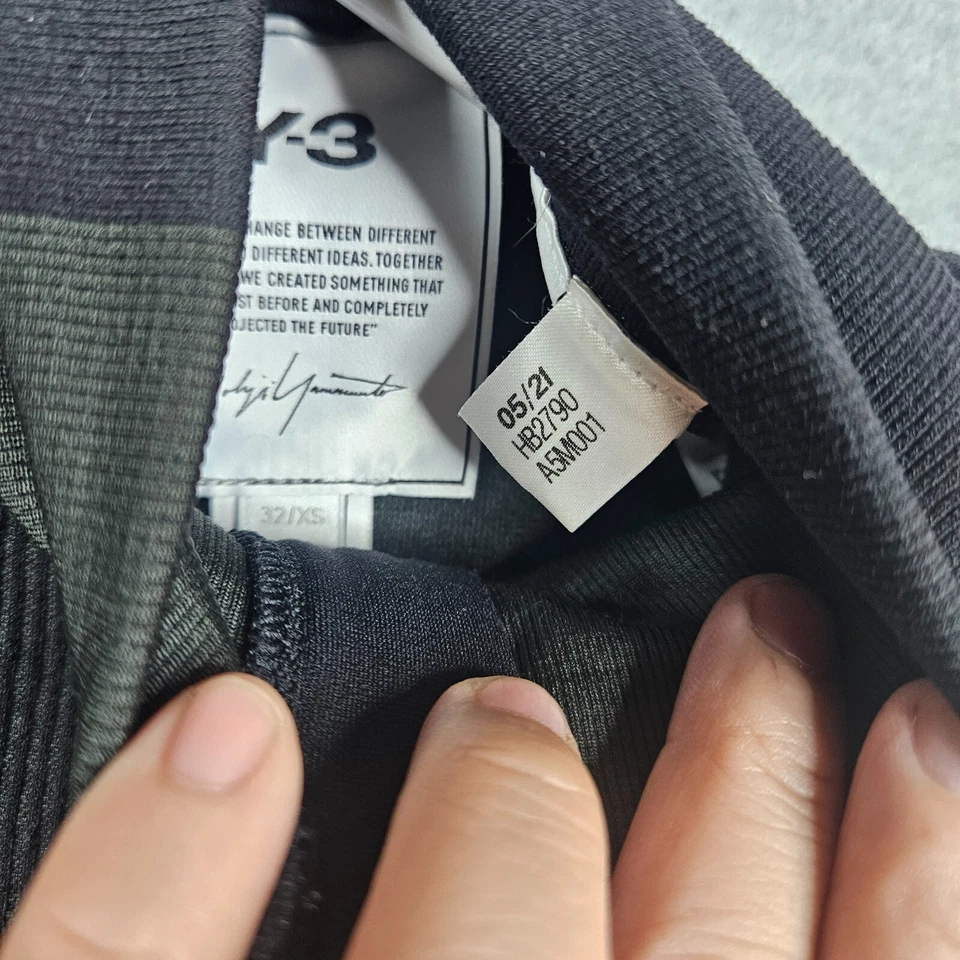 Y-3
HANGE BETWEEN DIFFERENT
DIFFERENT IDEAS. TOGETHER
WE CREATED SOMETHING THAT
ST BEFORE AND COMPLETELY
OJECTED THE FUTURE"
Yamamoto
32/XS
05/21
HB2790
A5M001